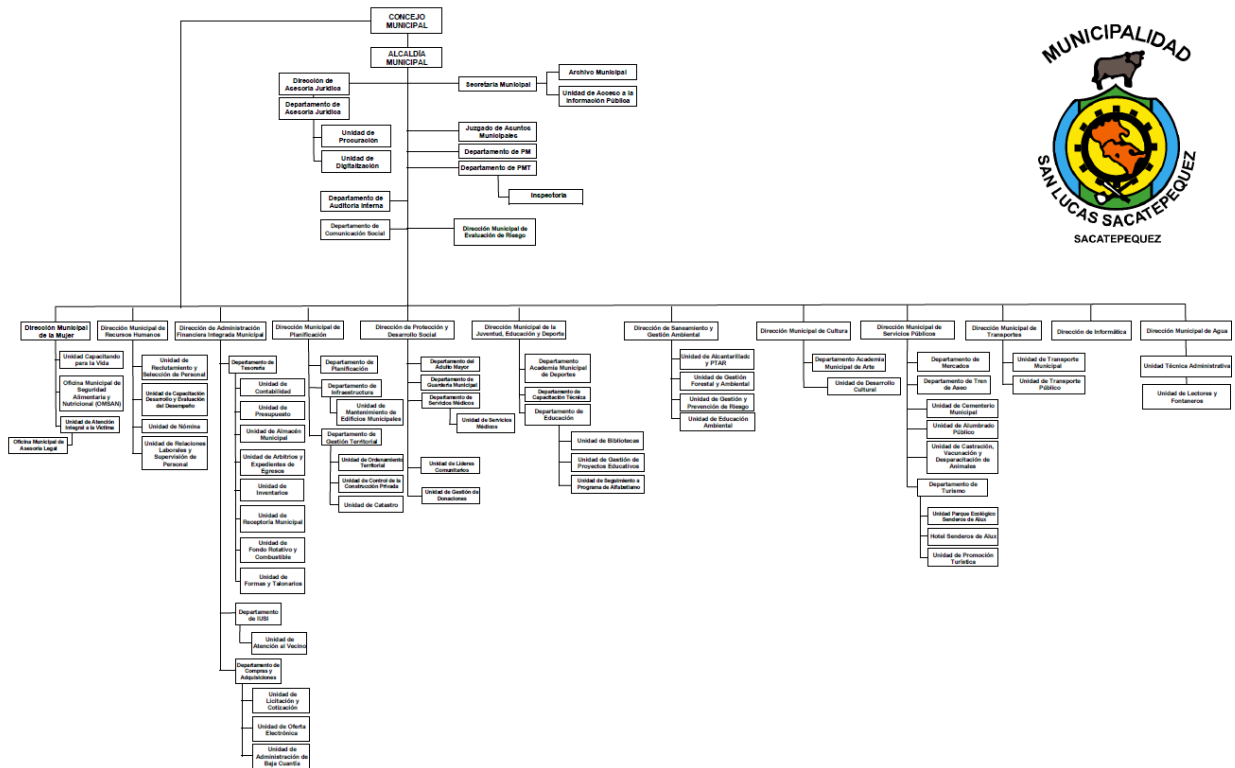 CONCEJO
MUNICIPAL
ALCALDÍA
MUNICIPAL
Dirección de
Asesoría Jurídica
Secretaría Municipal
Archivo Municipal
Unidad de Acceso a la
Información Pública
Departamento de
Asesoría Jurídica
Unidad de
Procuración
Unidad de
Digitalización
Juzgado de Asuntos
Municipales
Departamento de PM
Departamento de PMT
Inspectoría
Departamento de
Auditoría Interna
Departamento de
Comunicación Social
Dirección Municipal de
Evaluación de Riesgo
MUNICIPALIDAD
SAN LUCAS SACATEPEQUEZ
SACATEPEQUEZ
Dirección Municipal
de la Mujer
Unidad Capacitando
para la Vida
Oficina Municipal de
Seguridad
Alimentaria y
Nutricional (OMSAN)
Unidad de Atención
Integral a la Víctima
Oficina Municipal de
Asesoría Legal
Dirección Municipal de
Recursos Humanos
Unidad de
Reclutamiento y
Selección de Personal
Unidad de Capacitación
Desarrollo y Evaluación
del Desempeño
Unidad de Nómina
Unidad de Relaciones
Laborales y
Supervisión de
Personal
Dirección de Administración
Financiera Integrada Municipal
Departamento de
Tesorería
Unidad de
Contabilidad
Unidad de
Presupuesto
Unidad de Almacén
Municipal
Unidad de Arbitrios y
Expedientes de
Egresos
Unidad de
Inventarios
Unidad de
Receptoría Municipal
Unidad de
Fondo Rotativo y
Combustible
Unidad de
Formas y Talonarios
Departamento
de IUSI
Unidad de
Atención al Vecino
Departamento de
Compras y
Adquisiciones
Unidad de
Licitación y
Cotización
Unidad de Oferta
Electrónica
Unidad de
Administración de
Baja Cuantía
Dirección Municipal de
Planificación
Departamento de
Planificación
Departamento de
Infraestructura
Unidad de
Mantenimiento de
Edificios Municipales
Departamento de
Gestión Territorial
Unidad de Ordenamiento
Territorial
Unidad de Control de la
Construcción Privada
Unidad de Catastro
Dirección de Protección y
Desarrollo Social
Departamento del
Adulto Mayor
Departamento de
Guardería Municipal
Departamento de
Servicios Médicos
Unidad de Servicios
Médicos
Unidad de Líderes
Comunitarios
Unidad de Gestión de
Donaciones
Dirección Municipal de la
Juventud, Educación y Deporte
Departamento
Academia Municipal
de Deportes
Departamento de
Capacitación Técnica
Departamento de
Educación
Unidad de Bibliotecas
Unidad de Gestión de
Proyectos Educativos
Unidad de Seguimiento a
Programa de Alfabetismo
Dirección de Saneamiento y
Gestión Ambiental
Unidad de Alcantarillado y
PTAR
Unidad de Gestión
Forestal y Ambiental
Unidad de Gestión y
Prevención de Riesgo
Unidad de Educación
Ambiental
Dirección Municipal de Cultura
Departamento Academia
Municipal de Arte
Unidad de Desarrollo
Cultural
Dirección Municipal de
Servicios Públicos
Departamento de
Mercados
Departamento de Tren
de Aseo
Unidad de Cementerio
Municipal
Unidad de Alumbrado
Público
Unidad de Castración,
Vacunación y
Desparacitación de
Animales
Departamento de
Turismo
Unidad Parque Ecológico
Senderos de Alux
Hotel Senderos de Alux
Unidad de Promoción
Turística
Dirección Municipal de
Transportes
Unidad de Transporte
Municipal
Unidad de Transporte
Público
Dirección de Informática
Dirección Municipal de Agua
Unidad Técnica Administrativa
Unidad de Lectores y
Fontaneros